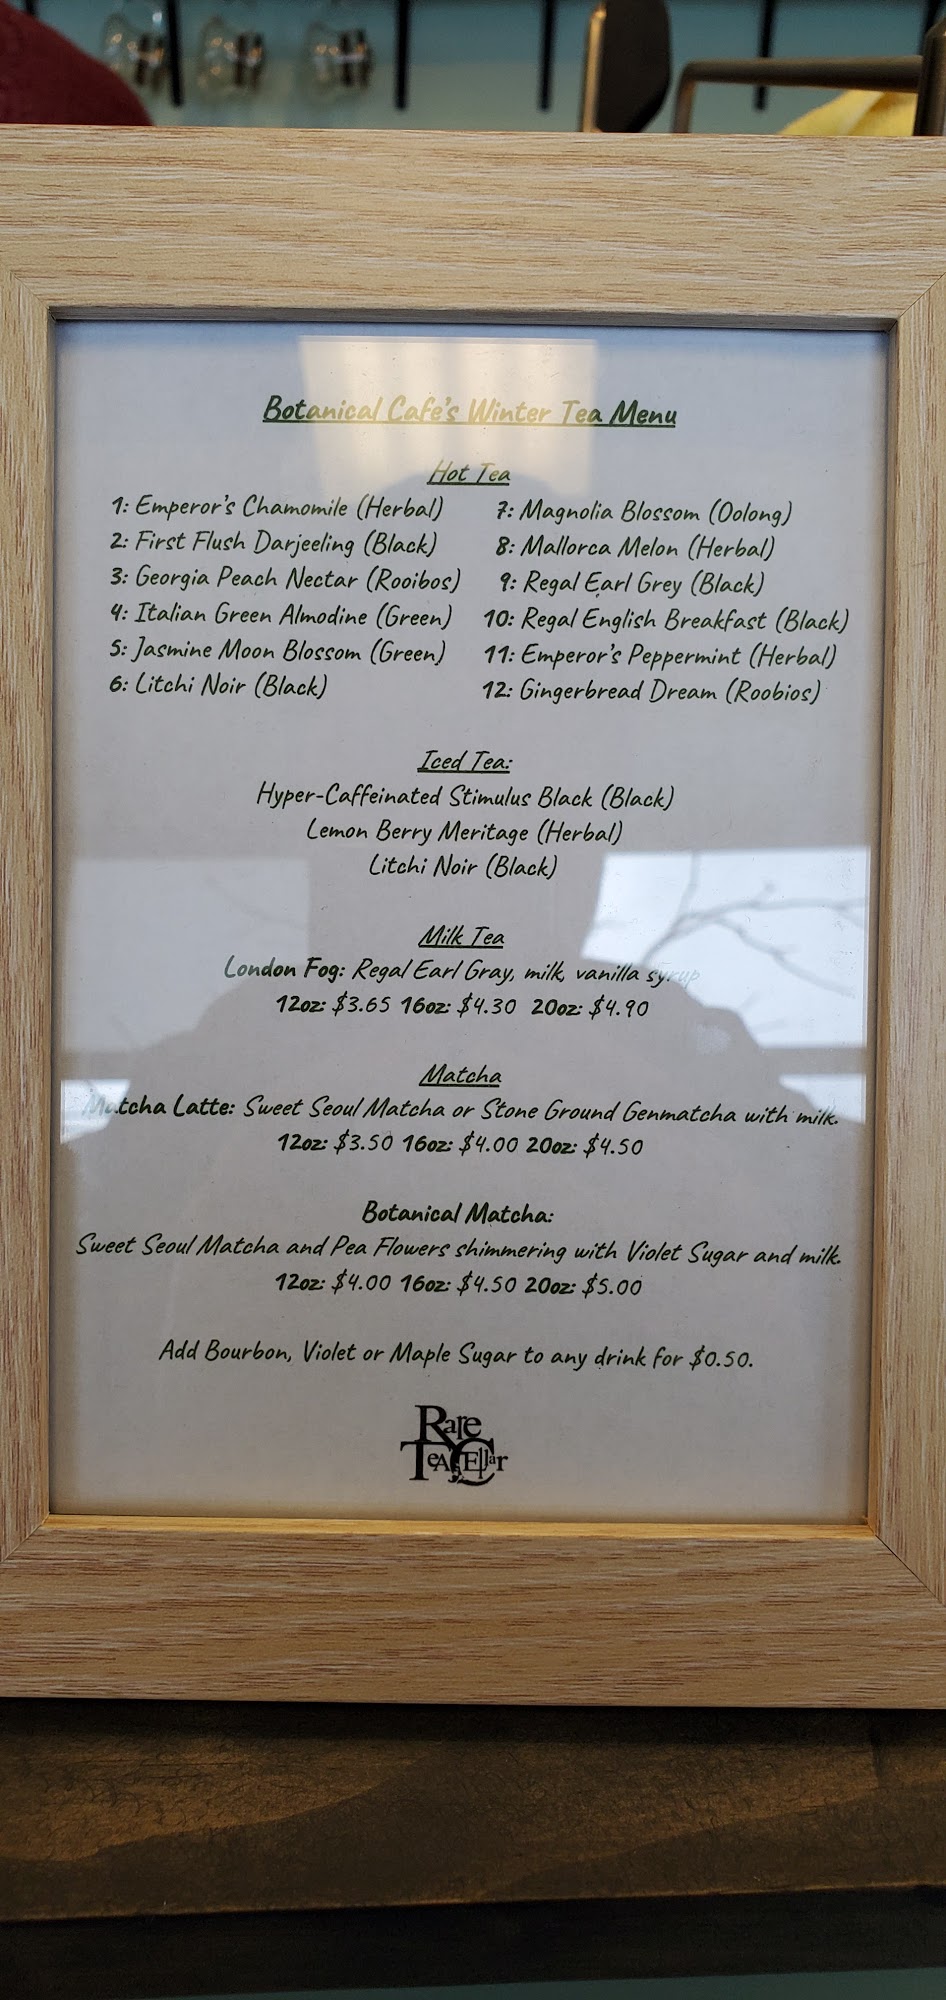 Botanical Cafe's Winter Tea Menu
Hot Tea
1: Emperor's Chamomile (Herbal)
2: First Flush Darjeeling (Black)
3: Georgia Peach Nectar (Rooibos)
4: Italian Green Almodine (Green)
5: Jasmine Moon Blossom (Green)
6: Litchi Noir (Black)
7: Magnolia Blossom (Oolong)
8: Mallorca Melon (Herbal)
9: Regal Earl Grey (Black)
10: Regal English Breakfast (Black)
11: Emperor's Peppermint (Herbal)
12: Gingerbread Dream (Roobios)
Iced Tea:
Hyper-Caffeinated Stimulus Black (Black)
Lemon Berry Meritage (Herbal)
Litchi Noir (Black)
Milk Tea
London Fog: Regal Earl Gray, milk, vanilla syrup
12oz: $3.65 16oz: $4.30 20oz: $4.90
Matcha
Matcha Latte: Sweet Seoul Matcha or Stone Ground Genmatcha with milk.
12oz: $3.50 16oz: $4.00 20oz: $4.50
Botanical Matcha:
Sweet Seoul Matcha and Pea Flowers shimmering with Violet Sugar and milk.
12oz: $4.00 16oz: $4.50 20oz: $5.00
Add Bourbon, Violet or Maple Sugar to any drink for $0.50.
Rare
TeA CEllar